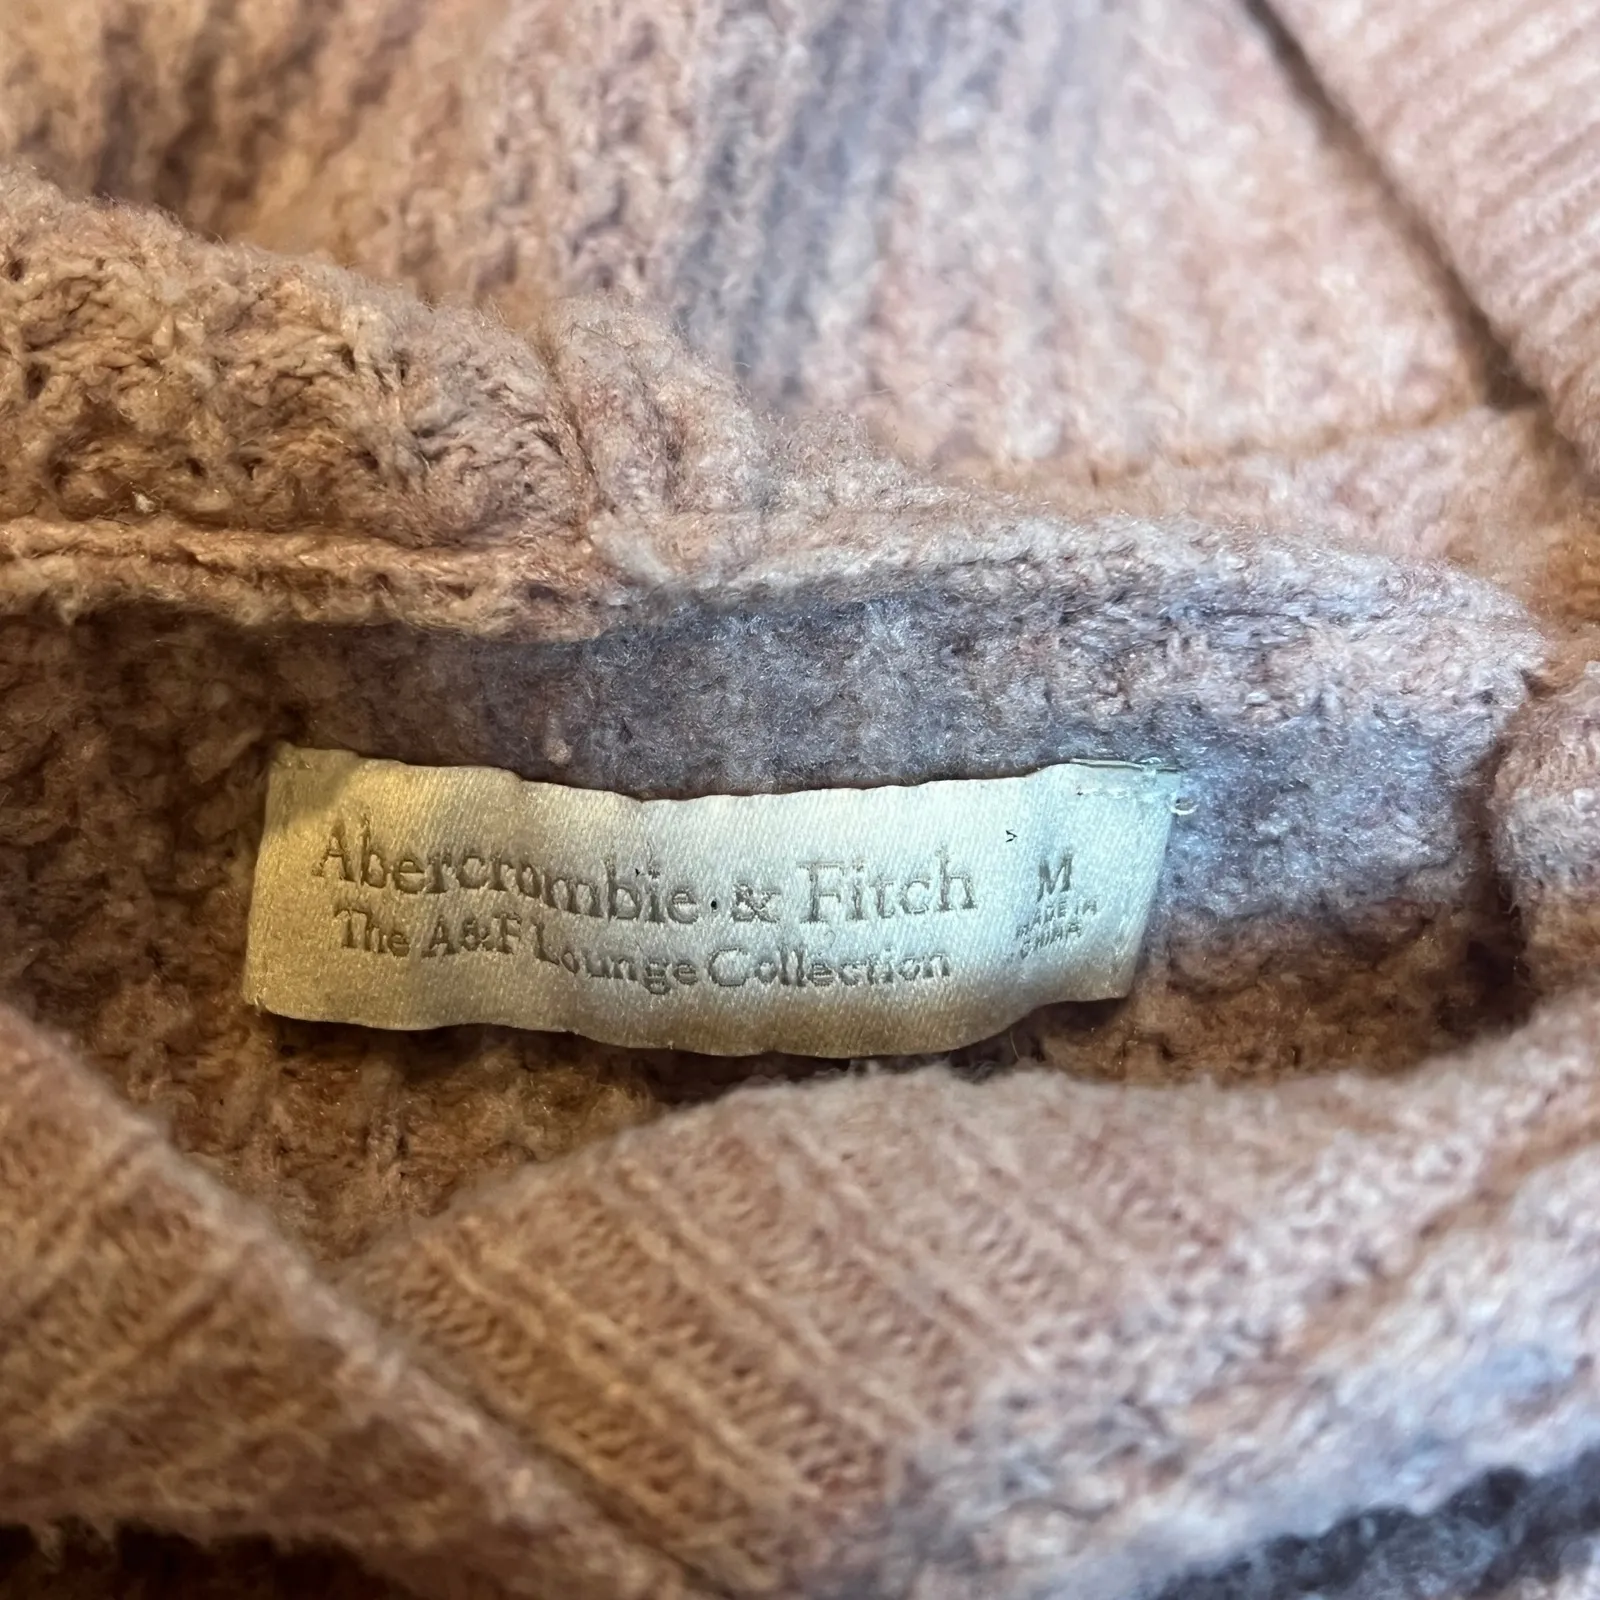 Abercrombie & Fitch
The A&F Lounge Collection
M
MADE IN
CHINA